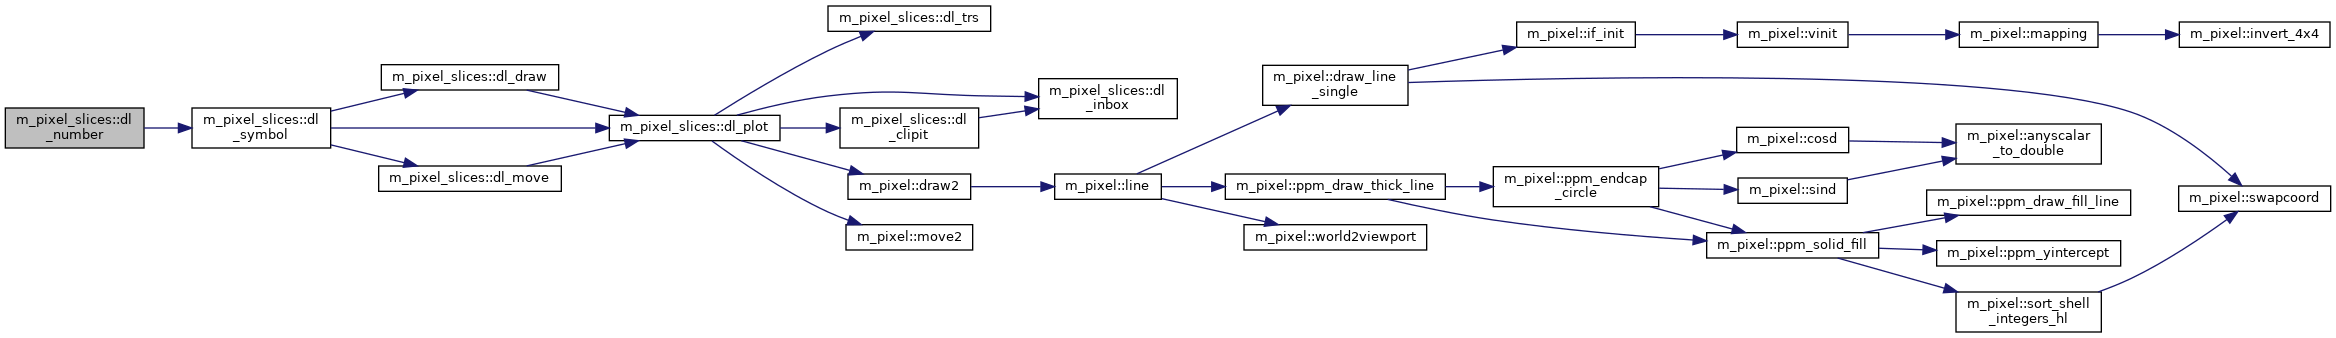 m_pixel_slices::dl
_number
m_pixel_slices::dl
_symbol
m_pixel_slices::dl_draw
m_pixel_slices::dl_move
m_pixel_slices::dl_plot
m_pixel_slices::dl_trs
m_pixel_slices::dl
_clipit
m_pixel::draw2
m_pixel::move2
m_pixel_slices::dl
_inbox
m_pixel::line
m_pixel::draw_line
_single
m_pixel::ppm_draw_thick_line
m_pixel::world2viewport
m_pixel::if_init
m_pixel::ppm_endcap
_circle
m_pixel::vinit
m_pixel::cosd
m_pixel::sind
m_pixel::ppm_solid_fill
m_pixel::mapping
m_pixel::anyscalar
_to_double
m_pixel::ppm_draw_fill_line
m_pixel::ppm_yintercept
m_pixel::sort_shell
_integers_hl
m_pixel::invert_4x4
m_pixel::swapcoord